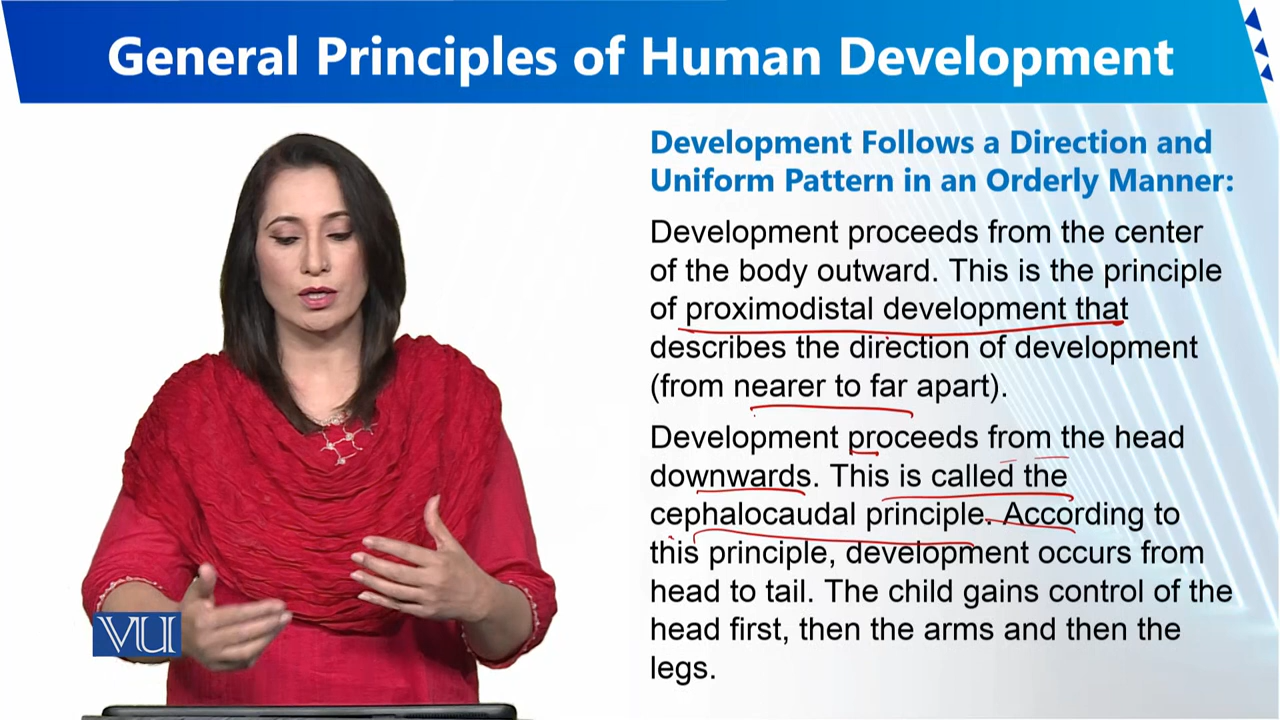 General Principles of Human Development
Development Follows a Direction and
Uniform Pattern in an Orderly Manner:
Development proceeds from the center
of the body outward. This is the principle
of proximodistal development that
describes the direction of development
(from nearer to far apart).
Development proceeds from the head
downwards. This is called the
cephalocaudal principle. According to
this principle, development occurs from
head to tail. The child gains control of the
head first, then the arms and then the
legs.
VU